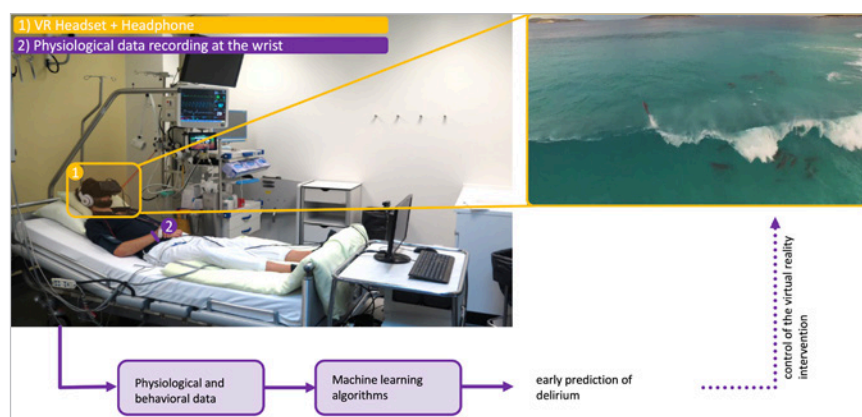 1) VR Headset + Headphone
2) Physiological data recording at the wrist
1
2
Physiological and
behavioral data
Machine learning
algorithms
early prediction of
delirium
control of the virtual reality
intervention